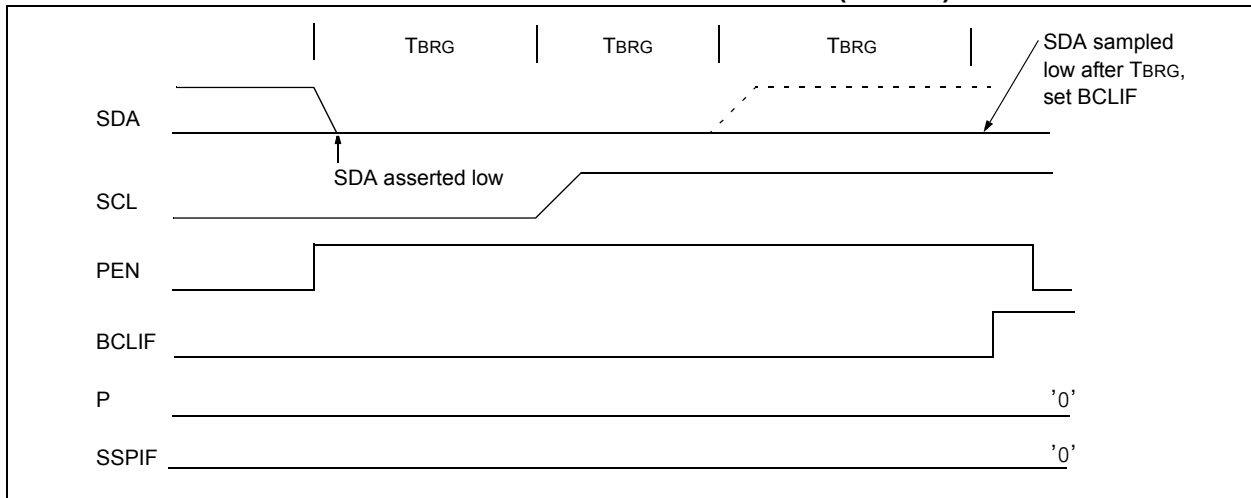 TBRG TBRG TBRG
SDA sampled
low after TBRG,
set BCLIF
SDA
SDA asserted low
SCL
PEN
BCLIF
P '0'
SSPIF '0'